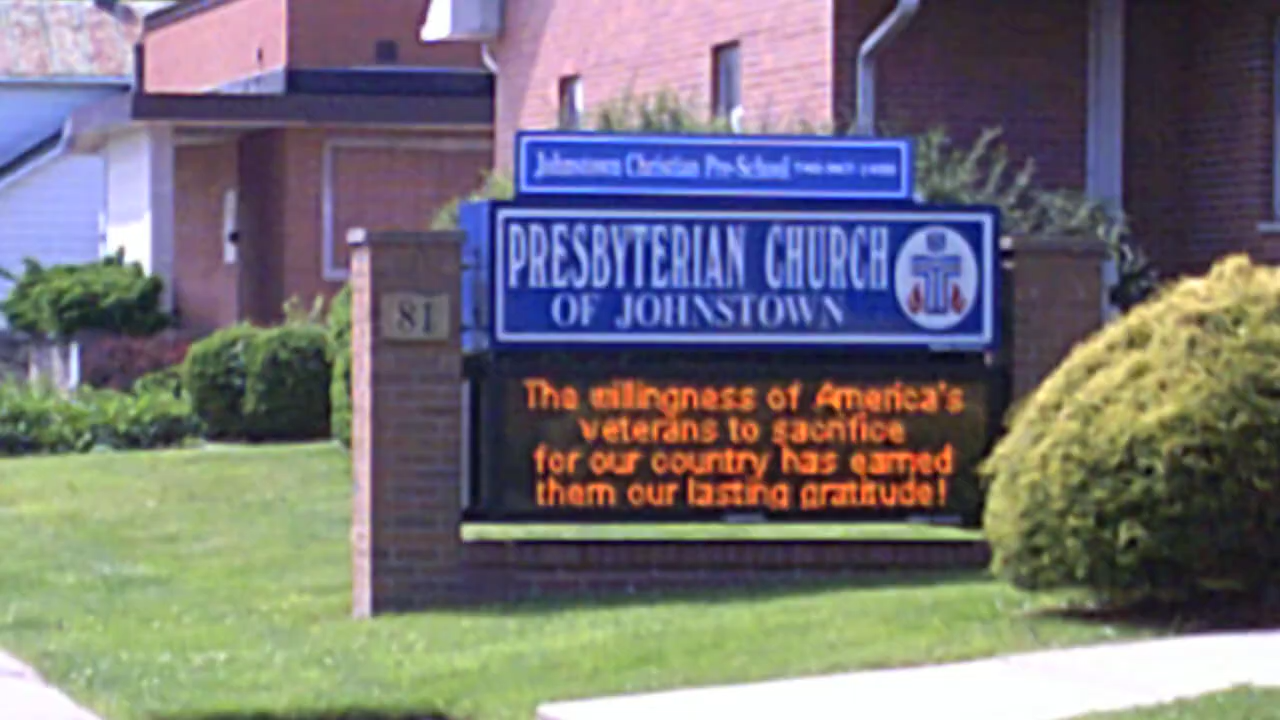 Johnstown Christian Pre-School
PRESBYTERIAN CHURCH
OF JOHNSTOWN
81
The willingness of America's
veterans to sacrifice
for our country has earned
them our lasting gratitude!